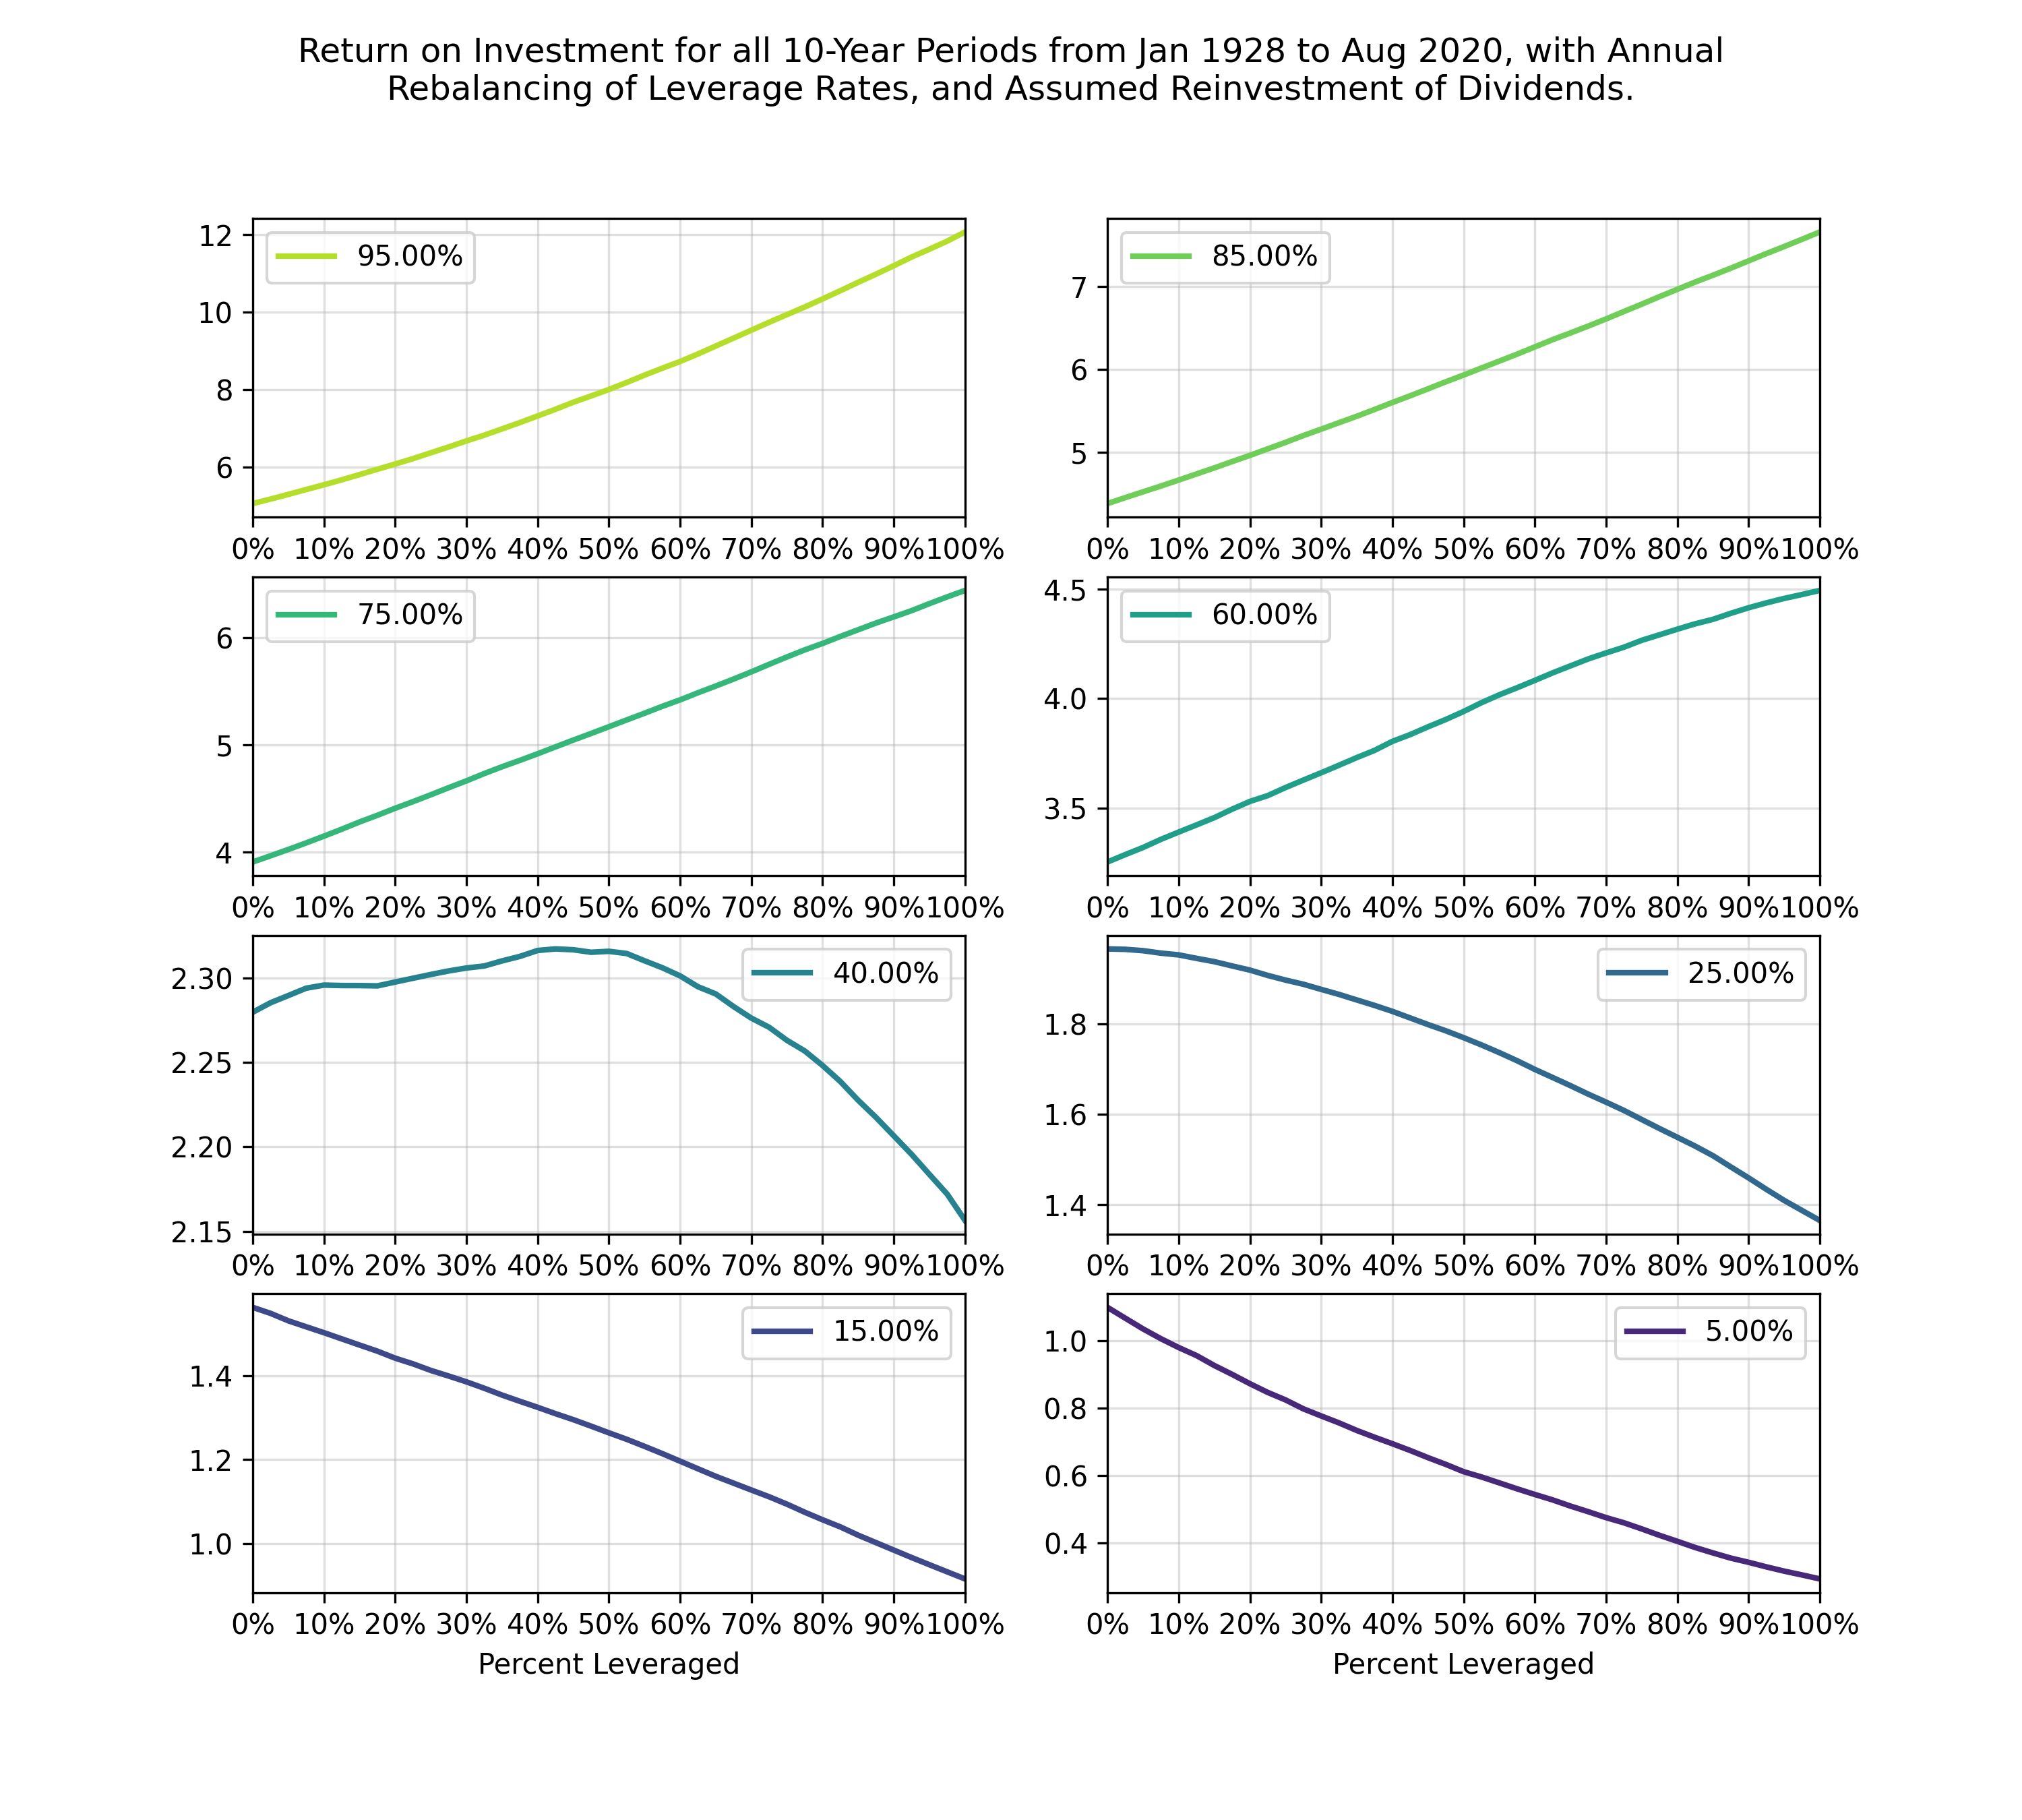 Return on Investment for all 10-Year Periods from Jan 1928 to Aug 2020, with Annual
Rebalancing of Leverage Rates, and Assumed Reinvestment of Dividends.
95.00%
12
10
8
6
0% 10% 20% 30% 40% 50% 60% 70% 80% 90% 100%
85.00%
7
6
5
0% 10% 20% 30% 40% 50% 60% 70% 80% 90% 100%
75.00%
6
5
4
0% 10% 20% 30% 40% 50% 60% 70% 80% 90% 100%
60.00%
4.5
4.0
3.5
0% 10% 20% 30% 40% 50% 60% 70% 80% 90% 100%
40.00%
2.30
2.25
2.20
2.15
0% 10% 20% 30% 40% 50% 60% 70% 80% 90% 100%
25.00%
1.8
1.6
1.4
0% 10% 20% 30% 40% 50% 60% 70% 80% 90% 100%
15.00%
1.4
1.2
1.0
0% 10% 20% 30% 40% 50% 60% 70% 80% 90% 100%
Percent Leveraged
5.00%
1.0
0.8
0.6
0.4
0% 10% 20% 30% 40% 50% 60% 70% 80% 90% 100%
Percent Leveraged